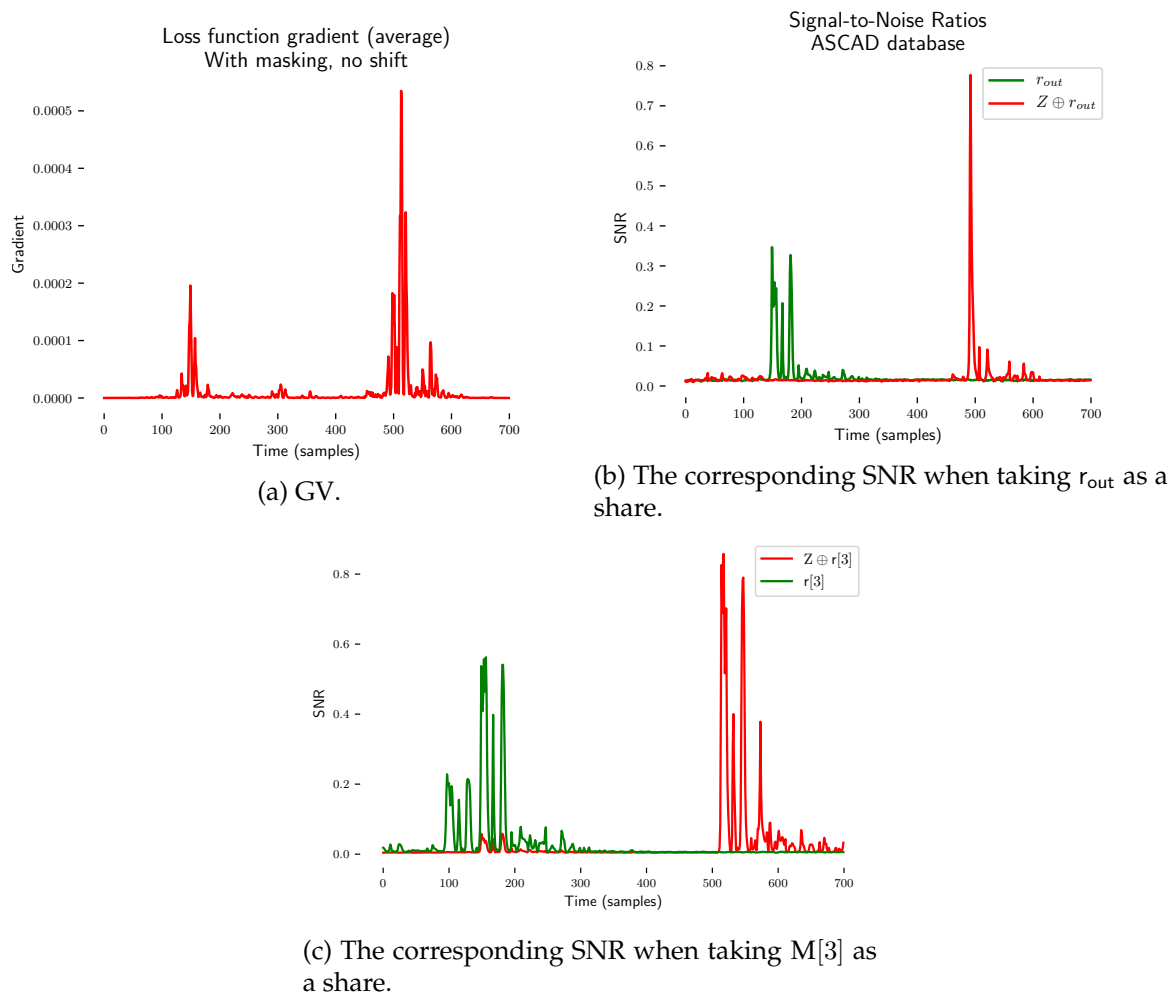 Loss function gradient (average)
With masking, no shift
0.0005
0.0004
0.0003
0.0002
0.0001
0.0000
Gradient
0 100 200 300 400 500 600 700
Time (samples)
(a) GV.
Signal-to-Noise Ratios
ASCAD database
0.8
0.7
0.6
0.5
0.4
0.3
0.2
0.1
0.0
SNR
r_out
Z ⊕ r_out
0 100 200 300 400 500 600 700
Time (samples)
(b) The corresponding SNR when taking r_out as a
share.
0.8
0.6
0.4
0.2
0.0
SNR
Z ⊕ r[3]
r[3]
0 100 200 300 400 500 600 700
Time (samples)
(c) The corresponding SNR when taking M[3] as
a share.